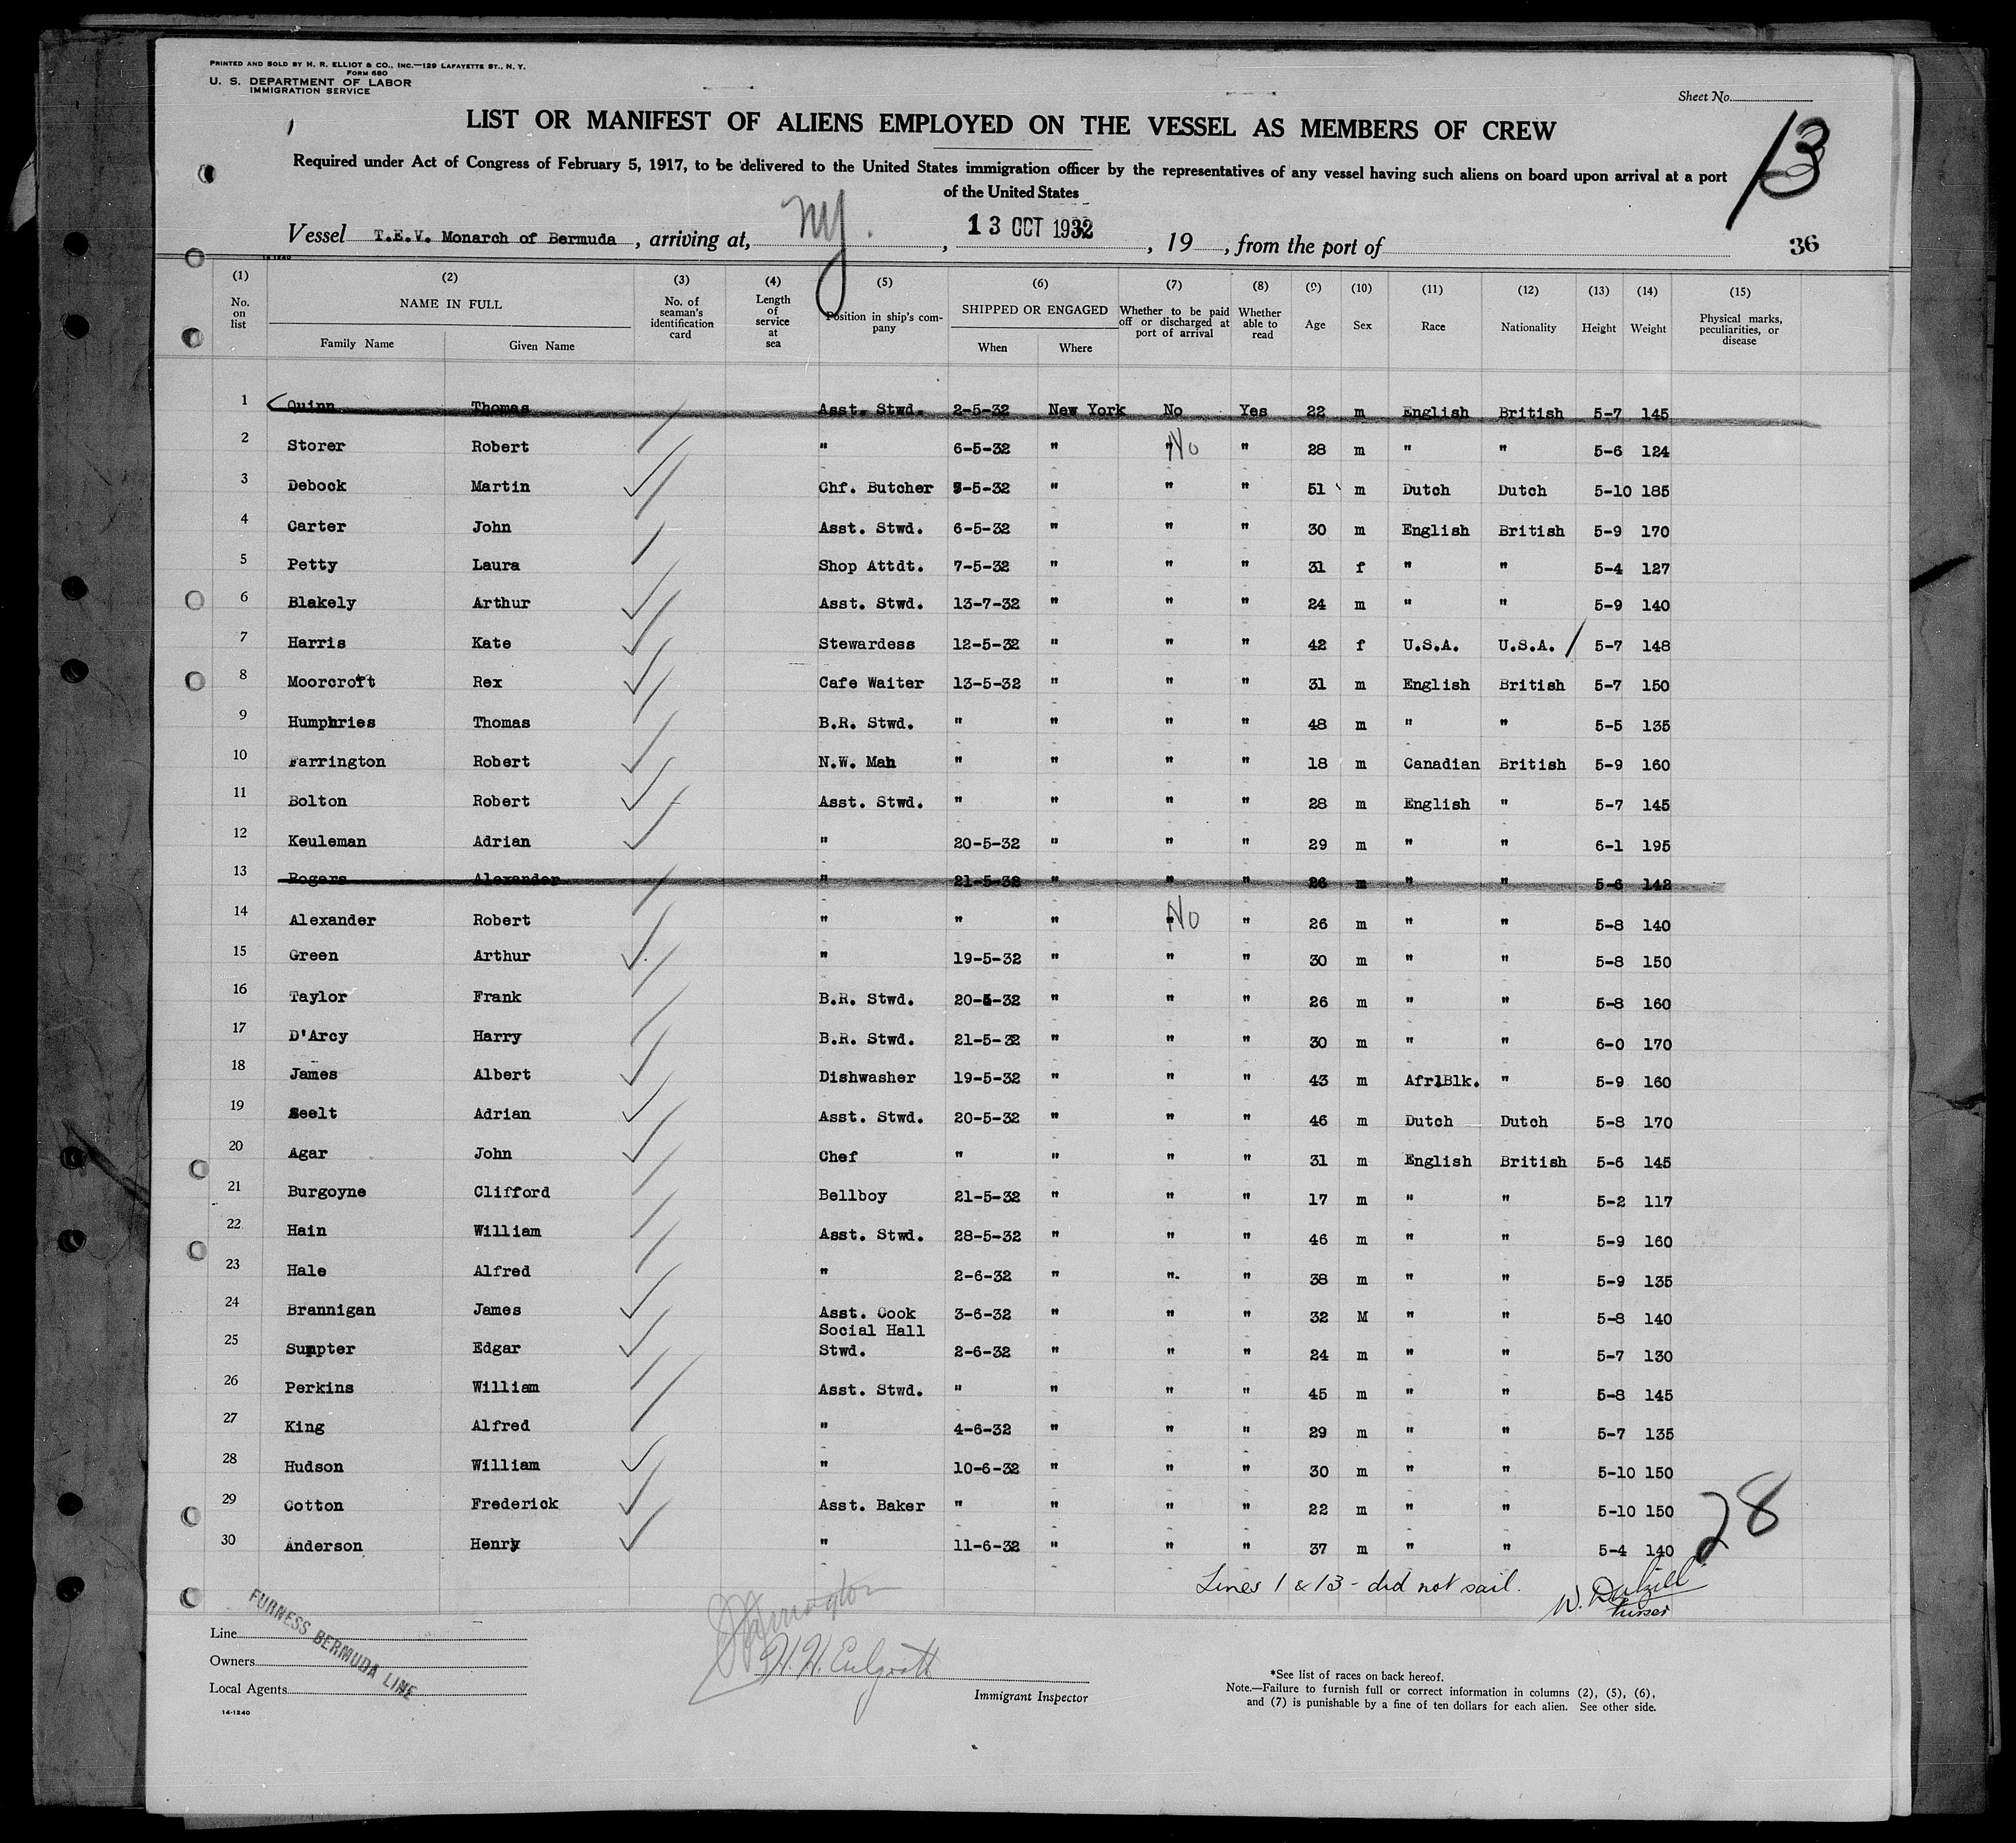 PRINTED AND SOLD BY H. R. ELLIOT & CO., INC.—129 LAFAYETTE ST., N. Y.
FORM 680
U. S. DEPARTMENT OF LABOR
IMMIGRATION SERVICE
Sheet No.
LIST OR MANIFEST OF ALIENS EMPLOYED ON THE VESSEL AS MEMBERS OF CREW
13
Required under Act of Congress of February 5, 1917, to be delivered to the United States immigration officer by the representatives of any vessel having such aliens on board upon arrival at a port
of the United States
Vessel T.E.V. Monarch of Bermuda, arriving at, NY., 13 OCT 1932, 19, from the port of
36
14-1240
(1) (2) (3) (4) (5) (6) (7) (8) (9) (10) (11) (12) (13) (14) (15)
No. on list NAME IN FULL Family Name Given Name No. of seaman's identification card Length of service at sea Position in ship's company SHIPPED OR ENGAGED When Where Whether to be paid off or discharged at port of arrival Whether able to read Age Sex Race Nationality Height Weight Physical marks, peculiarities, or disease
1 Quinn Thomas Asst. Stwd. 2-5-32 New York No Yes 22 m English British 5-7 145
2 Storer Robert " 6-5-32 " No " 28 m " " 5-6 124
3 Debock Martin Chf. Butcher 5-5-32 " " " 51 m Dutch Dutch 5-10 185
4 Carter John Asst. Stwd. 6-5-32 " " " 30 m English British 5-9 170
5 Petty Laura Shop Attdt. 7-5-32 " " " 31 f " " 5-4 127
6 Blakely Arthur Asst. Stwd. 13-7-32 " " " 24 m " " 5-9 140
7 Harris Kate Stewardess 12-5-32 " " " 42 f U.S.A. U.S.A. 5-7 148
8 Moorcroft Rex Cafe Waiter 13-5-32 " " " 31 m English British 5-7 150
9 Humphries Thomas B.R. Stwd. " " " " 48 m " " 5-5 135
10 Farrington Robert N.W. Man " " " " 18 m Canadian British 5-9 160
11 Bolton Robert Asst. Stwd. " " " " 28 m English " 5-7 145
12 Keuleman Adrian " 20-5-32 " " " 29 m " " 6-1 195
13 Rogers Alexander " 21-5-32 " " " 26 m " " 5-6 142
14 Alexander Robert " " " No " 26 m " " 5-8 140
15 Green Arthur " 19-5-32 " " " 30 m " " 5-8 150
16 Taylor Frank B.R. Stwd. 20-5-32 " " " 26 m " " 5-8 160
17 D'Arcy Harry B.R. Stwd. 21-5-32 " " " 30 m " " 6-0 170
18 James Albert Dishwasher 19-5-32 " " " 43 m Afr.Blk. " 5-9 160
19 Seelt Adrian Asst. Stwd. 20-5-32 " " " 46 m Dutch Dutch 5-8 170
20 Agar John Chef " " " " 31 m English British 5-6 145
21 Burgoyne Clifford Bellboy 21-5-32 " " " 17 m " " 5-2 117
22 Hain William Asst. Stwd. 28-5-32 " " " 46 m " " 5-9 160
23 Hale Alfred " 2-6-32 " " " 38 m " " 5-9 135
24 Brannigan James Asst. Cook 3-6-32 " " " 32 M " " 5-8 140
25 Sumpter Edgar Social Hall Stwd. 2-6-32 " " " 24 m " " 5-7 130
26 Perkins William Asst. Stwd. " " " " 45 m " " 5-8 145
27 King Alfred " 4-6-32 " " " 29 m " " 5-7 135
28 Hudson William " 10-6-32 " " " 30 m " " 5-10 150
29 Cotton Frederick Asst. Baker " " " " 22 m " " 5-10 150
30 Anderson Henry " 11-6-32 " " " 37 m " " 5-4 140
28
Lines 1 & 13 - did not sail.
W. Dalzell
Purser
FURNESS BERMUDA LINE
Line
Owners
Local Agents
14-1240
Immigrant Inspector
*See list of races on back hereof.
Note.—Failure to furnish full or correct information in columns (2), (5), (6),
and (7) is punishable by a fine of ten dollars for each alien. See other side.